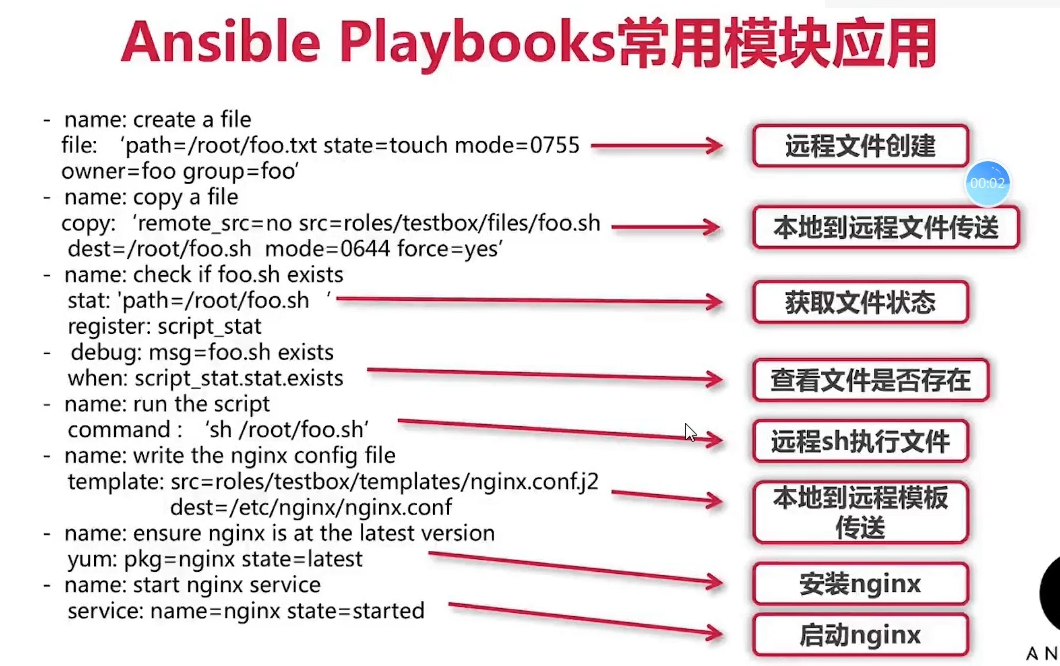 Ansible Playbooks常用模块应用
- name: create a file
file: ‘path=/root/foo.txt state=touch mode=0755
owner=foo group=foo’
远程文件创建
00:02
- name: copy a file
copy: ‘remote_src=no src=roles/testbox/files/foo.sh
dest=/root/foo.sh mode=0644 force=yes’
本地到远程文件传送
- name: check if foo.sh exists
stat: 'path=/root/foo.sh ’
register: script_stat
获取文件状态
- debug: msg=foo.sh exists
when: script_stat.stat.exists
查看文件是否存在
- name: run the script
command : ‘sh /root/foo.sh’
远程sh执行文件
- name: write the nginx config file
template: src=roles/testbox/templates/nginx.conf.j2
dest=/etc/nginx/nginx.conf
本地到远程模板
传送
- name: ensure nginx is at the latest version
yum: pkg=nginx state=latest
安装nginx
- name: start nginx service
service: name=nginx state=started
启动nginx